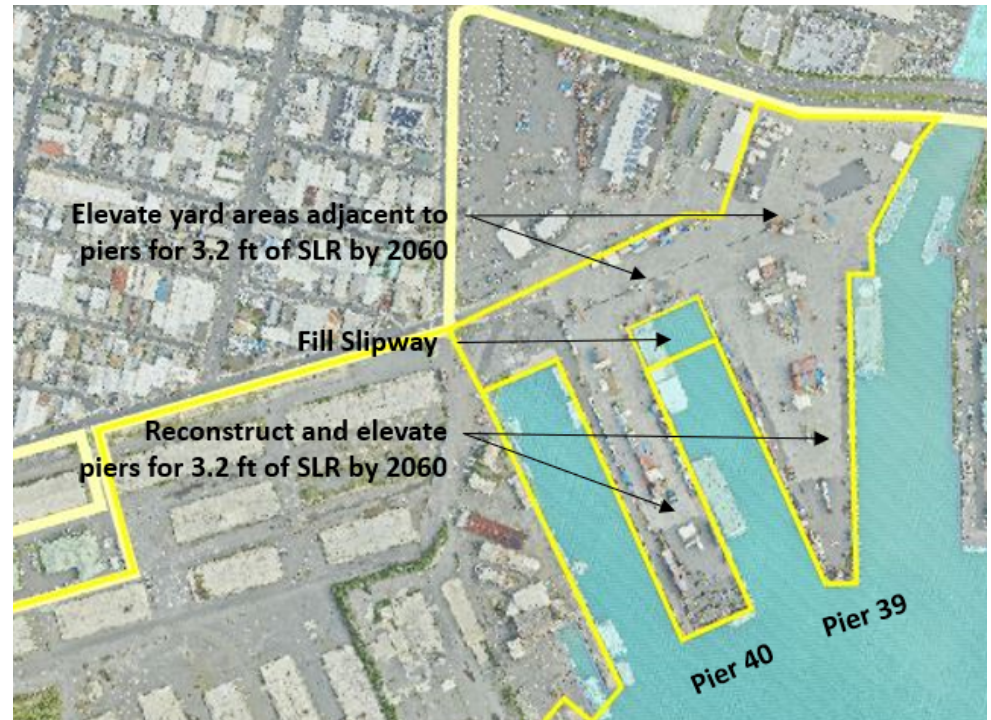 Elevate yard areas adjacent to
piers for 3.2 ft of SLR by 2060
Fill Slipway
Reconstruct and elevate
piers for 3.2 ft of SLR by 2060
Pier 40
Pier 39